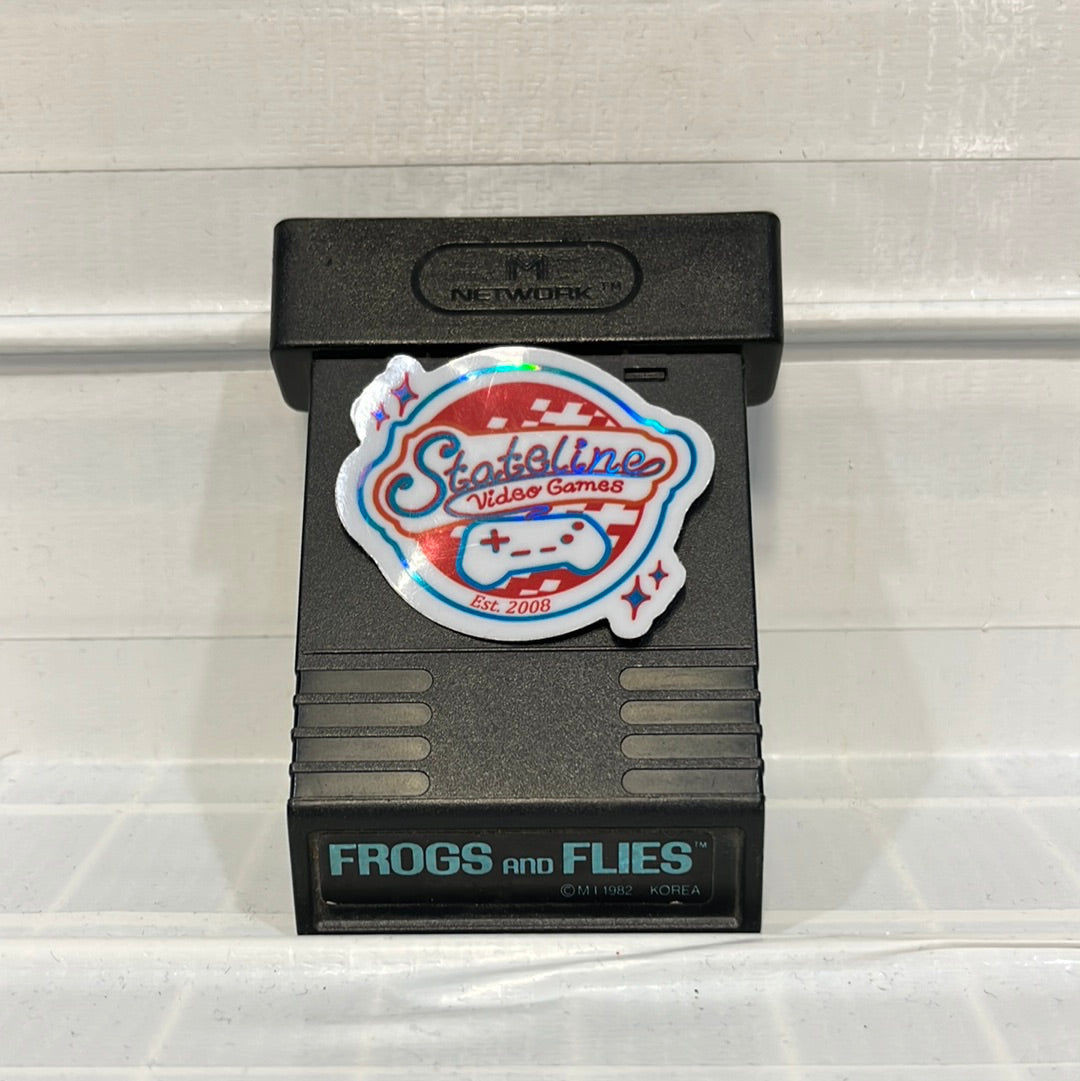 M
NETWORK™
Stateline
Video Games
Est. 2008
FROGS AND FLIES™
©M I 1982 KOREA